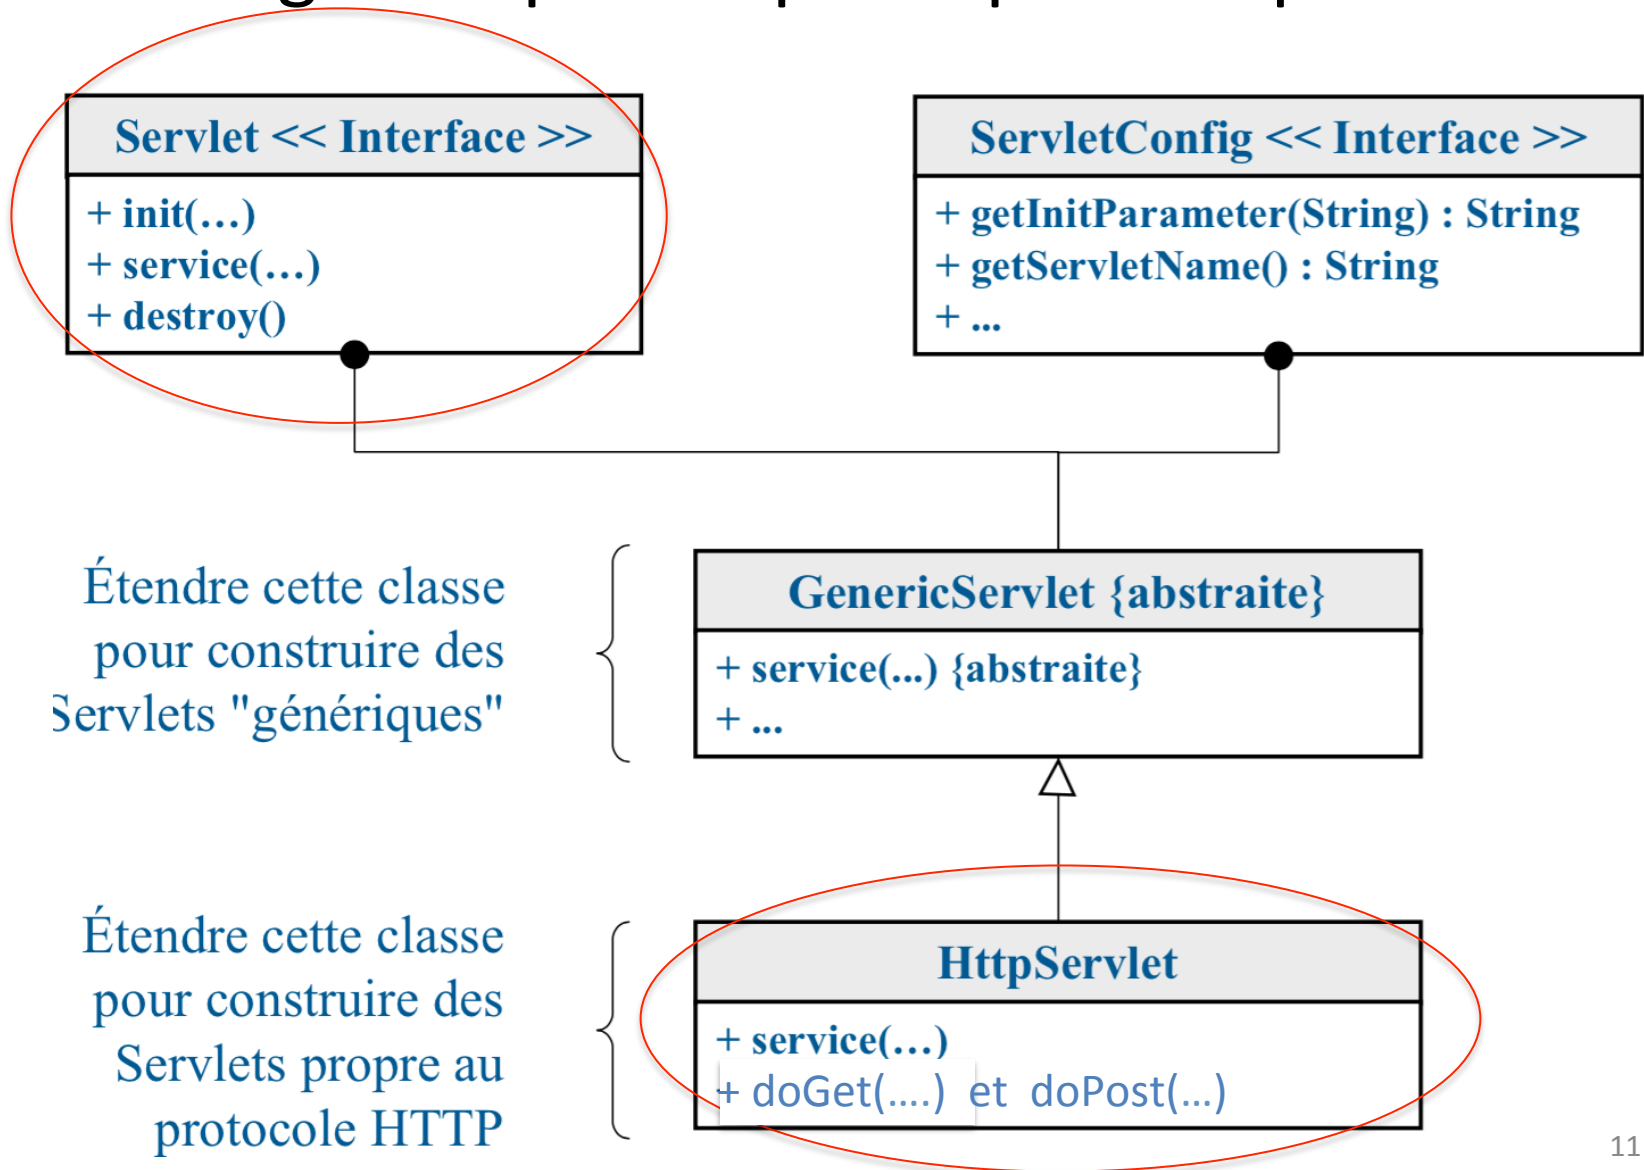 Servlet << Interface >>
+ init(…)
+ service(…)
+ destroy()
ServletConfig << Interface >>
+ getInitParameter(String) : String
+ getServletName() : String
+ ...
Étendre cette classe
pour construire des
Servlets "génériques"
GenericServlet {abstraite}
+ service(...) {abstraite}
+ ...
Étendre cette classe
pour construire des
Servlets propre au
protocole HTTP
HttpServlet
+ service(…)
+ doGet(….) et doPost(…)
11